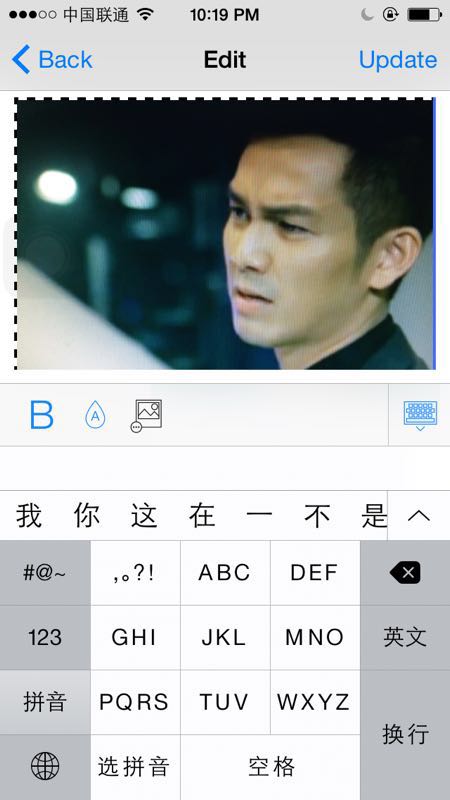 中国联通 10:19 PM
Back Edit Update
B A
我 你 这 在 一 不 是
#@~ ,。?! ABC DEF
123 GHI JKL MNO 英文
拼音 PQRS TUV WXYZ
换行
选拼音 空格